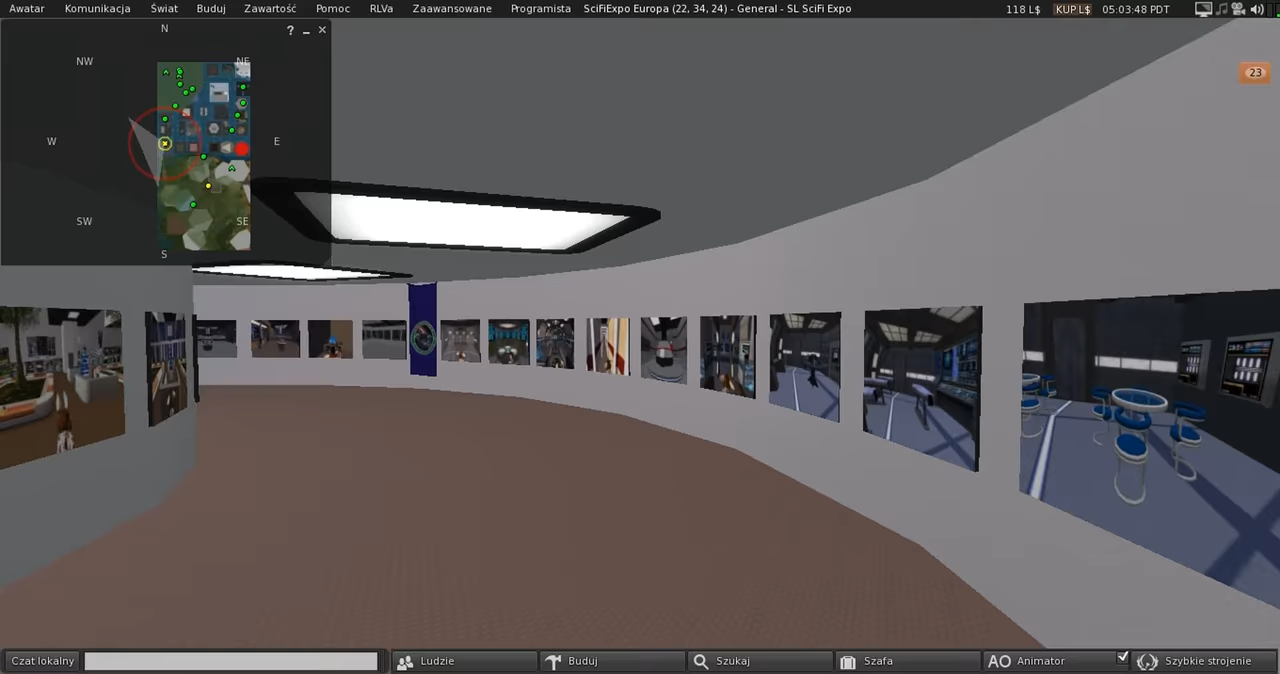 Awatar Komunikacja Świat Buduj Zawartość Pomoc RLVa Zaawansowane Programista SciFiExpo Europa (22, 34, 24) - General - SL SciFi Expo 118 L$ KUP L$ 05:03:48 PDT
N ? _ ×
NW NE
23
W E
SW SE
S
Czat lokalny Ludzie Buduj Szukaj Szafa AO Animator Szybkie strojenie